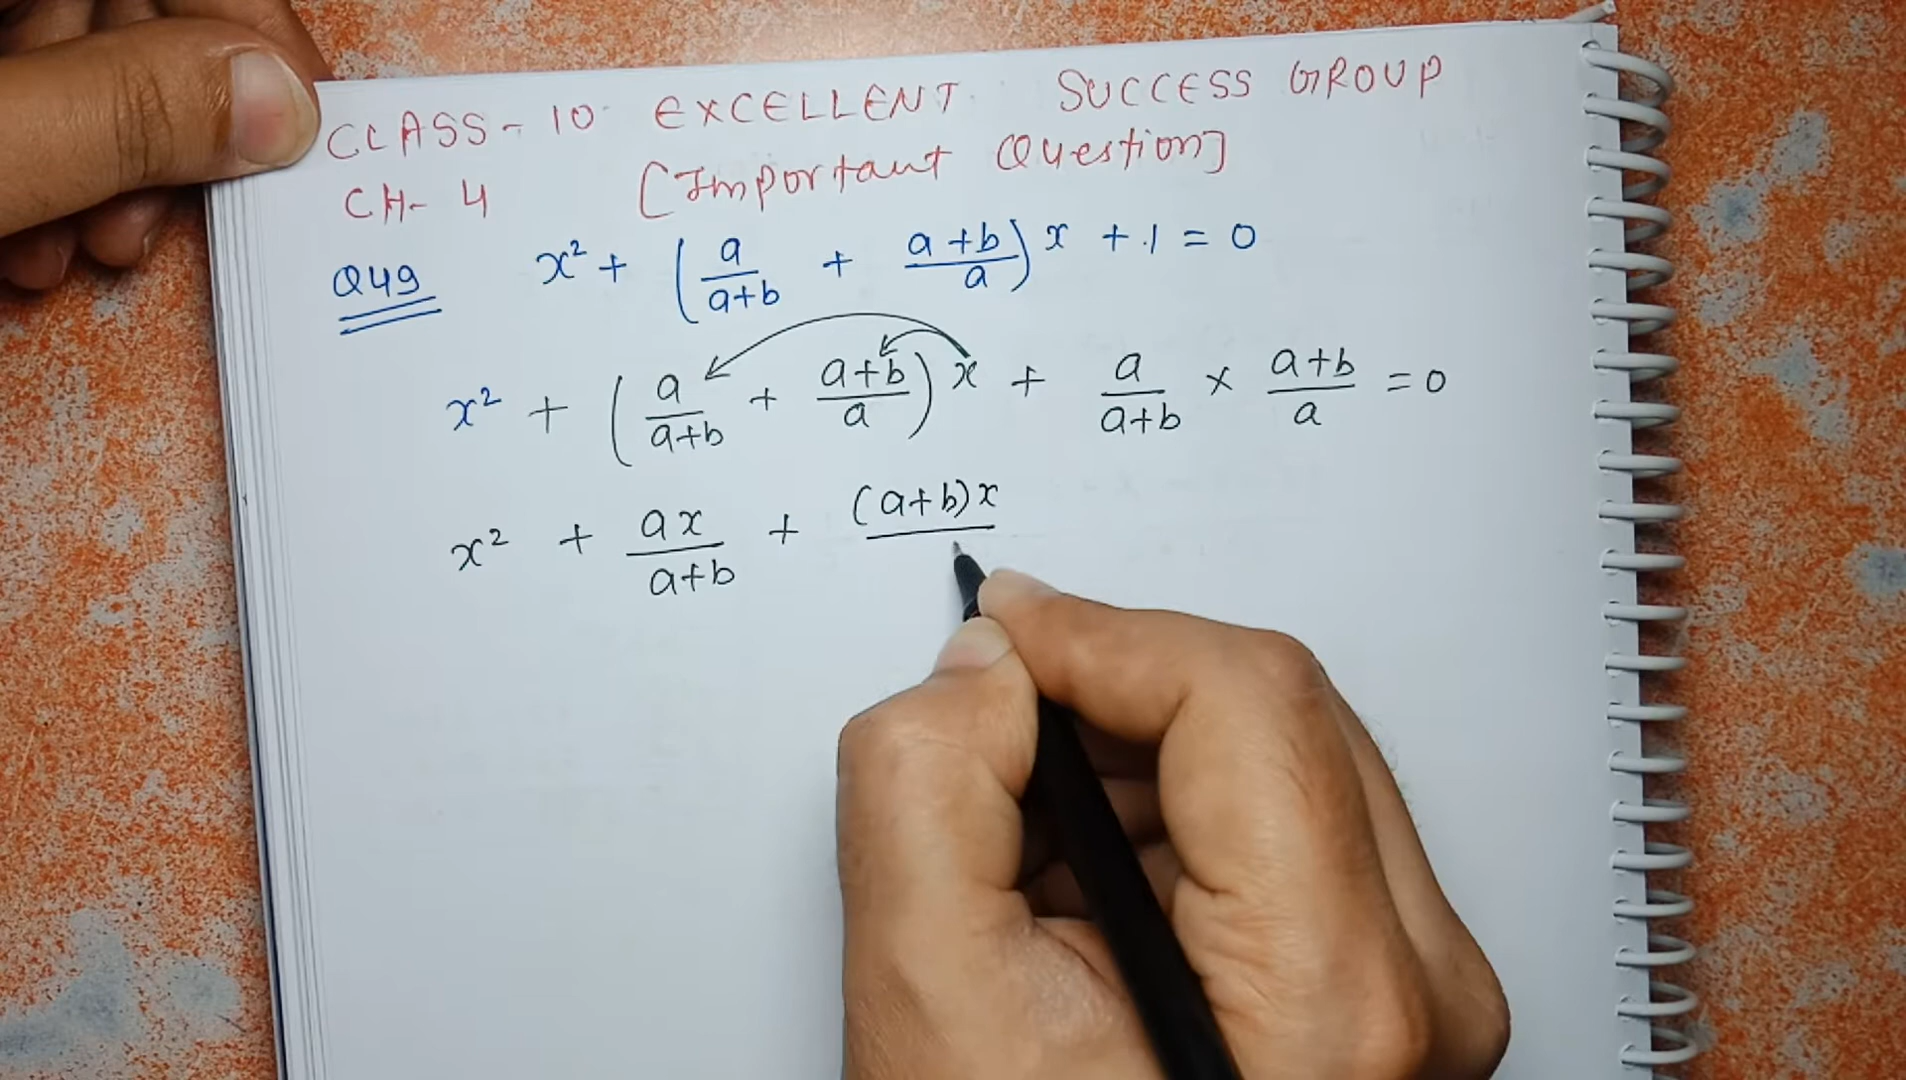 CLASS - 10 EXCELLENT SUCCESS GROUP
CH- 4 [Important Question]
Q49 x² + (a/(a+b) + (a+b)/a) x + 1 = 0
x² + (a/(a+b) + (a+b)/a) x + a/(a+b) × (a+b)/a = 0
x² + ax/(a+b) + (a+b)x